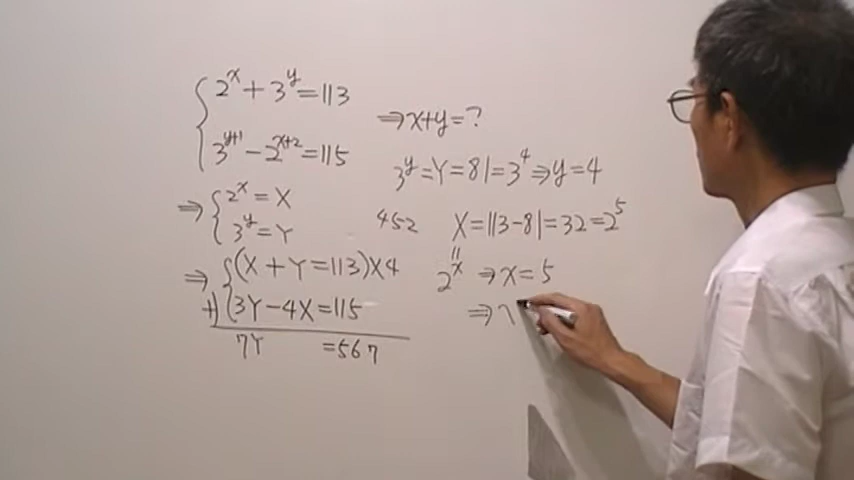 2^x + 3^y = 113
⇒ x+y = ?
3^{y+1} - 2^{x+2} = 115
3^y = Y = 81 = 3^4 ⇒ y = 4
⇒ { 2^x = X
3^y = Y
452
X = 113 - 81 = 32 = 2^5
⇒ { (X + Y = 113) X 4
"
2^x ⇒ x = 5
+) 3Y - 4X = 115
⇒ x
7Y = 567